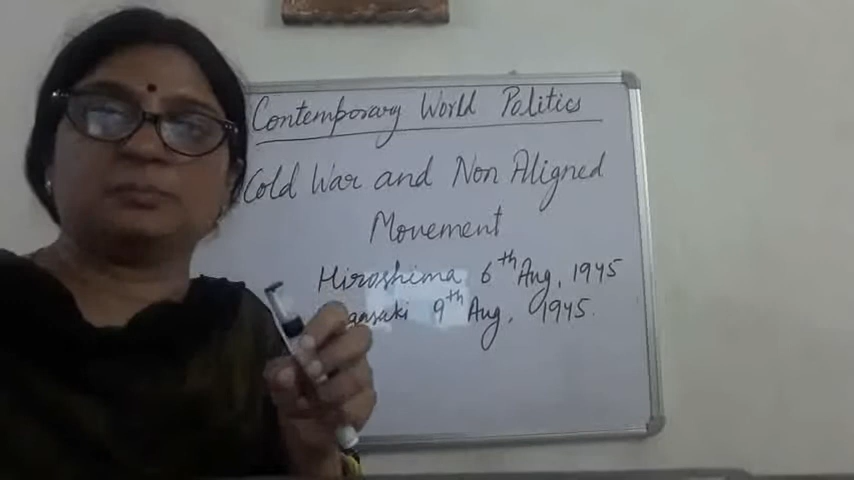 Contemporary World Politics
Cold War and Non Aligned
Movement
Hiroshima 6th Aug, 1945
9th Aug, 1945.